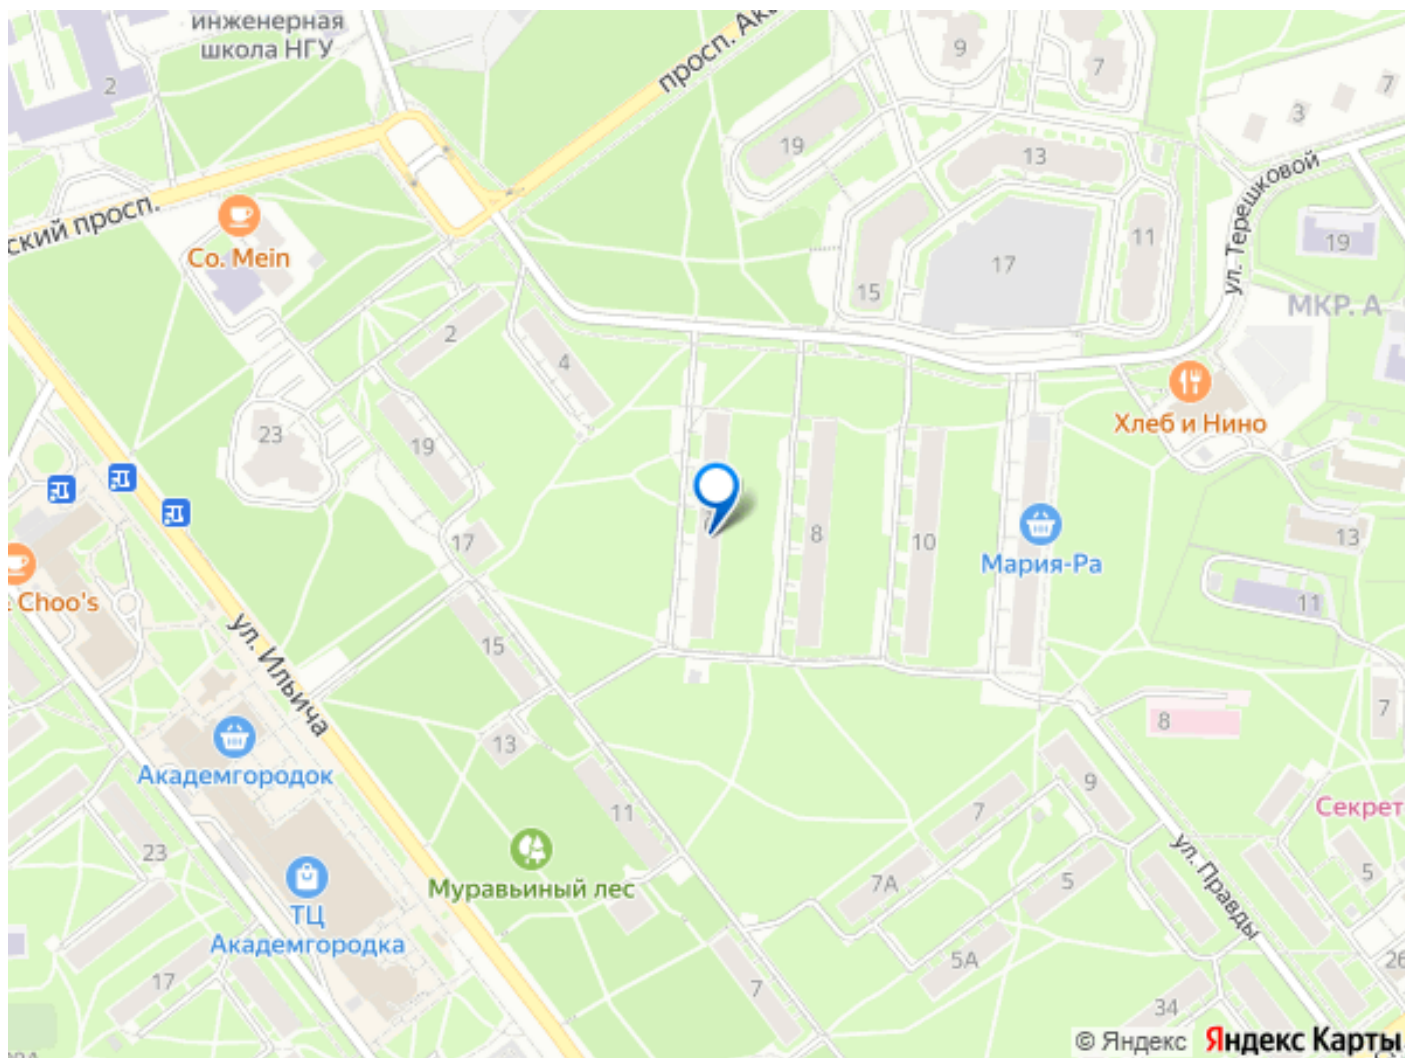 инженерная
школа НГУ
2
просп. Ак
9
7
7
3
19
13
ул. Терешковой
ский просп.
Co. Mein
11
19
17
15
МКР. А
2
4
Хлеб и Нино
23
19
17
8
10
Мария-Ра
13
Choo's
11
ул. Ильича
15
7
8
13
Академгородок
9
7
11
Секрет
23
ул. Правды
Муравьиный лес
7А
5
5
ТЦ
Академгородка
5А
26
17
7
34
© Яндекс
Яндекс Карты